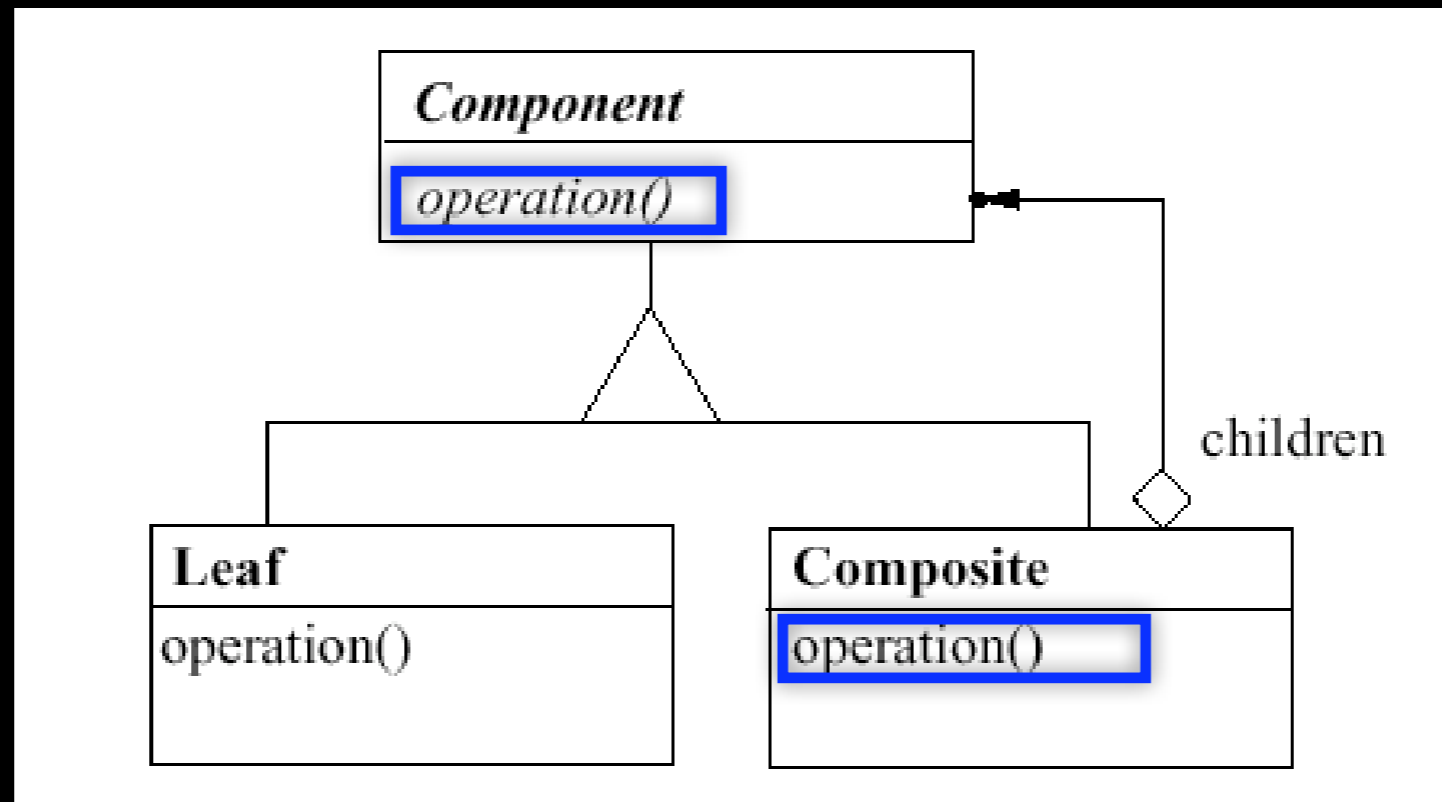 Component
operation()
children
Leaf
Composite
operation()
operation()